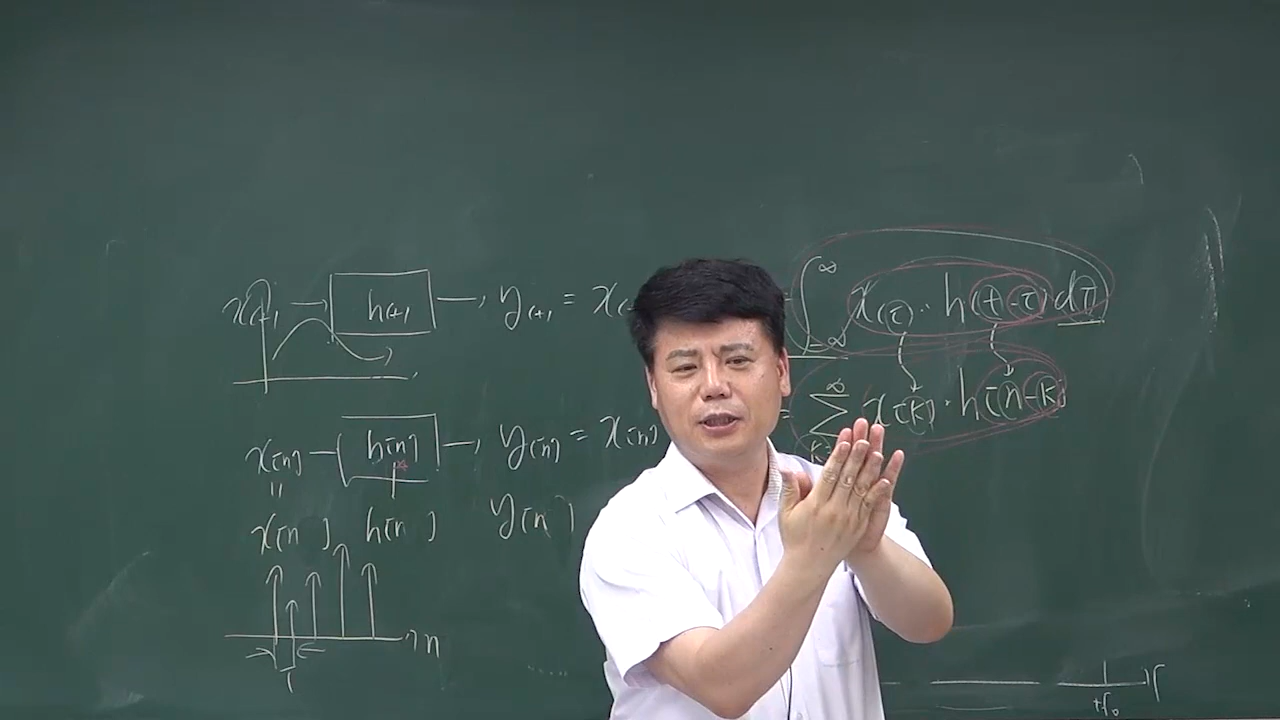 x(t) → h(t) → y(t) = x(t) = ∫_{-∞}^{∞} x(τ)·h(t-τ)dτ
x[n] − h[n] → y[n] = x[n] = Σ^{∞} x[k]·h[n-k]
x[n] h[n] y[n]
n
T